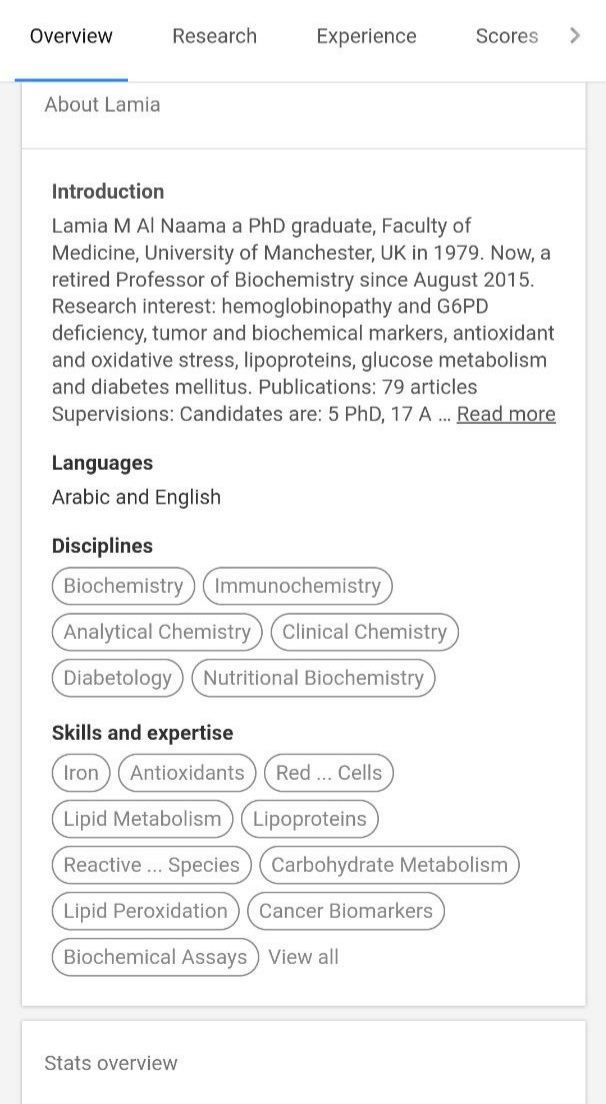 Overview Research Experience Scores
About Lamia
Introduction
Lamia M Al Naama a PhD graduate, Faculty of
Medicine, University of Manchester, UK in 1979. Now, a
retired Professor of Biochemistry since August 2015.
Research interest: hemoglobinopathy and G6PD
deficiency, tumor and biochemical markers, antioxidant
and oxidative stress, lipoproteins, glucose metabolism
and diabetes mellitus. Publications: 79 articles
Supervisions: Candidates are: 5 PhD, 17 A ... Read more
Languages
Arabic and English
Disciplines
Biochemistry Immunochemistry
Analytical Chemistry Clinical Chemistry
Diabetology Nutritional Biochemistry
Skills and expertise
Iron Antioxidants Red ... Cells
Lipid Metabolism Lipoproteins
Reactive ... Species Carbohydrate Metabolism
Lipid Peroxidation Cancer Biomarkers
Biochemical Assays View all
Stats overview